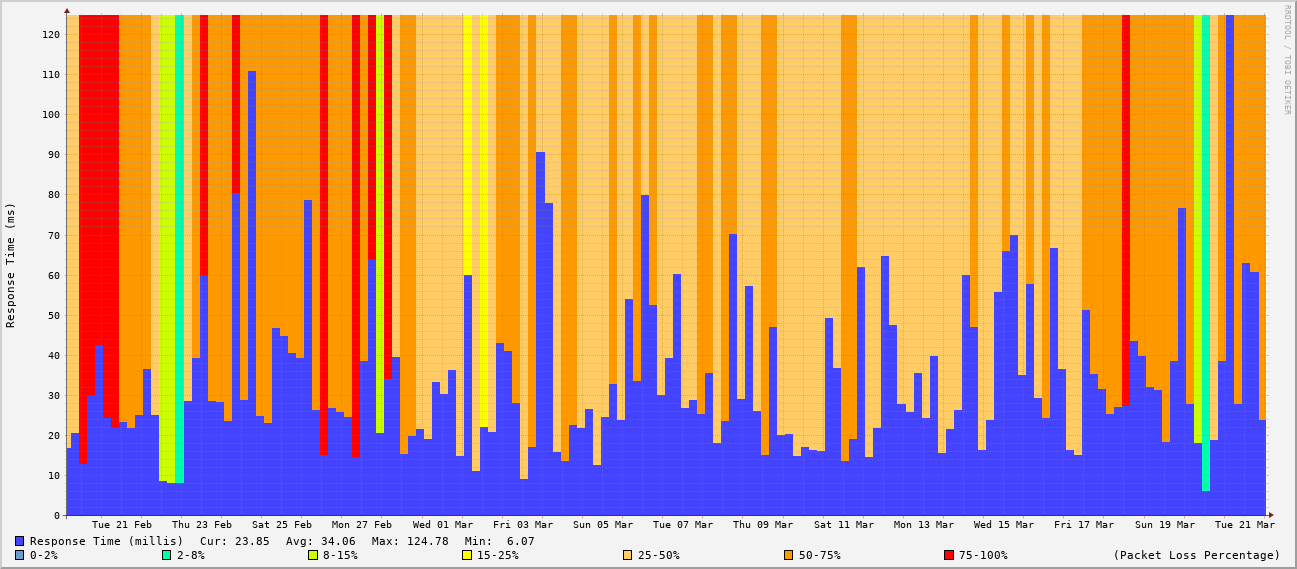 RRDTOOL / TOBI OETIKER
Response Time (ms)
120
110
100
90
80
70
60
50
40
30
20
10
0
Tue 21 Feb Thu 23 Feb Sat 25 Feb Mon 27 Feb Wed 01 Mar Fri 03 Mar Sun 05 Mar Tue 07 Mar Thu 09 Mar Sat 11 Mar Mon 13 Mar Wed 15 Mar Fri 17 Mar Sun 19 Mar Tue 21 Mar
Response Time (millis) Cur: 23.85 Avg: 34.06 Max: 124.78 Min: 6.07
0-2% 2-8% 8-15% 15-25% 25-50% 50-75% 75-100% (Packet Loss Percentage)